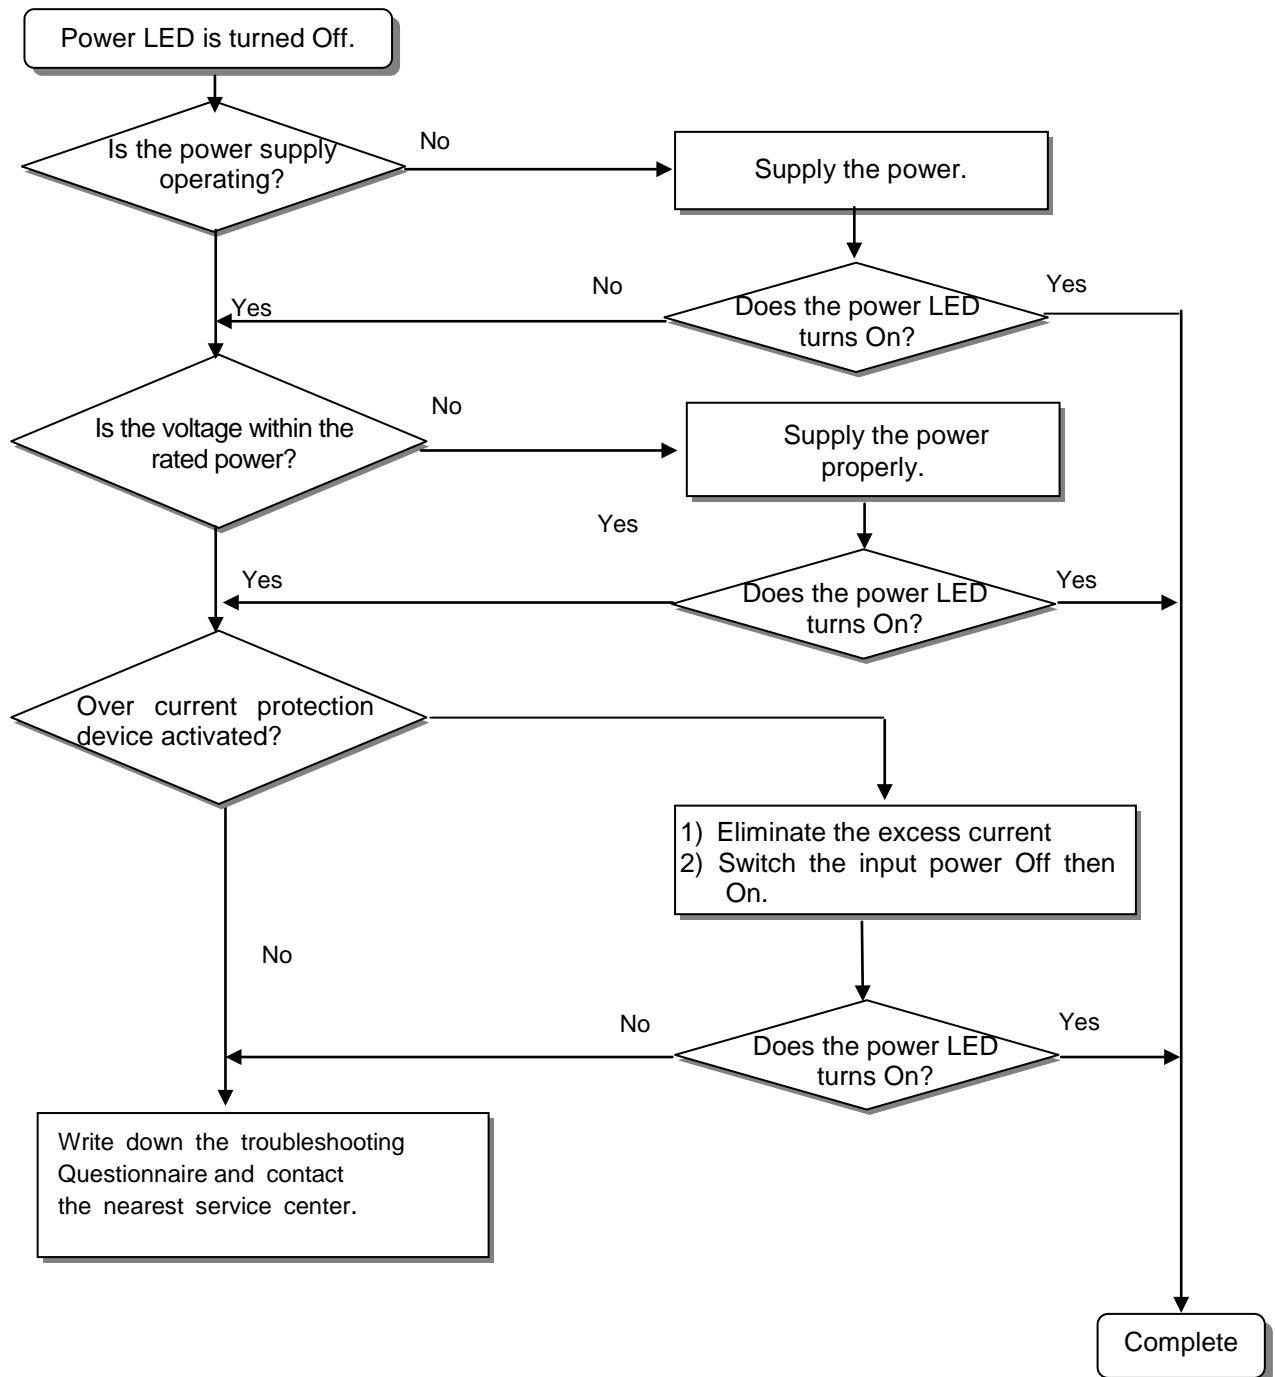 Power LED is turned Off.
Is the power supply
operating?
No
Supply the power.
Yes
No
Does the power LED
turns On?
Yes
Is the voltage within the
rated power?
No
Supply the power
properly.
Yes
Yes
Does the power LED
turns On?
Yes
Over current protection
device activated?
1) Eliminate the excess current
2) Switch the input power Off then
On.
No
No
Does the power LED
turns On?
Yes
Write down the troubleshooting
Questionnaire and contact
the nearest service center.
Complete